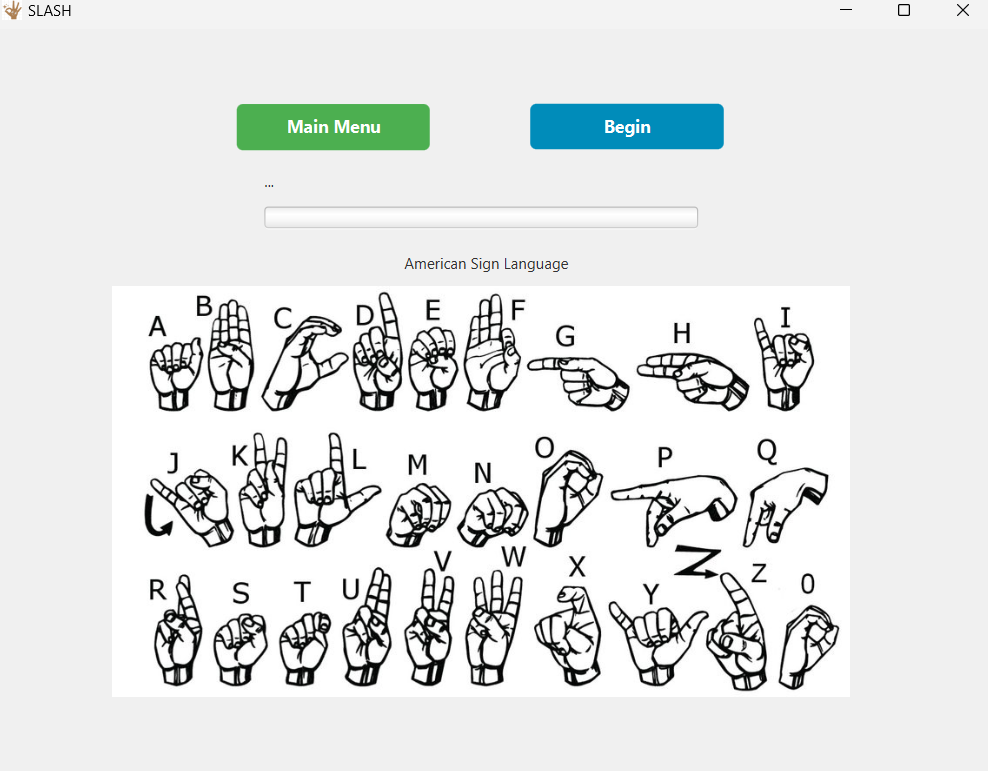 SLASH
Main Menu
Begin
...
American Sign Language
A B C D E F G H I
J K L M N O P Q
R S T U V W X Y Z 0